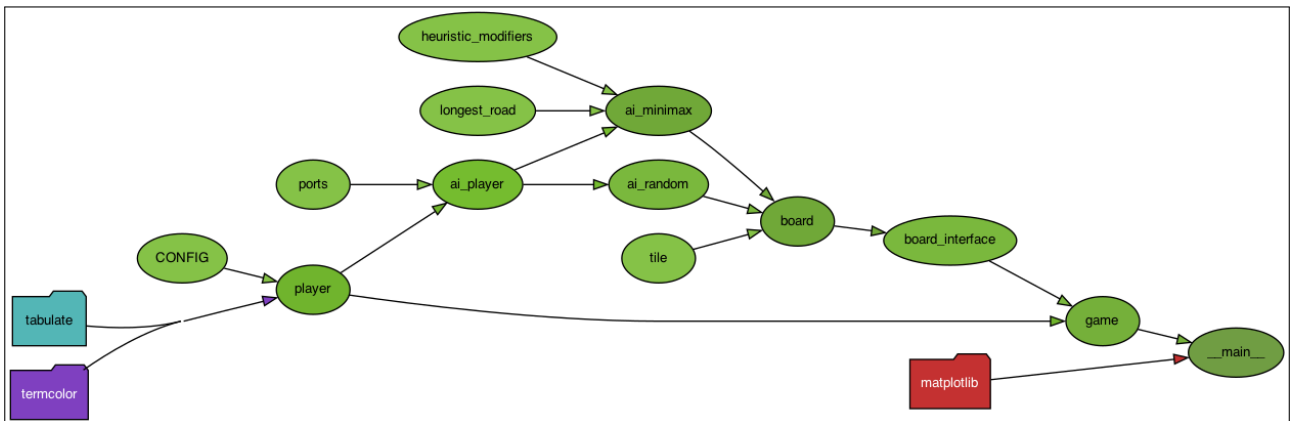 heuristic_modifiers
longest_road
ai_minimax
ports
ai_player
ai_random
board
CONFIG
tile
board_interface
player
tabulate
game
termcolor
matplotlib
__main__